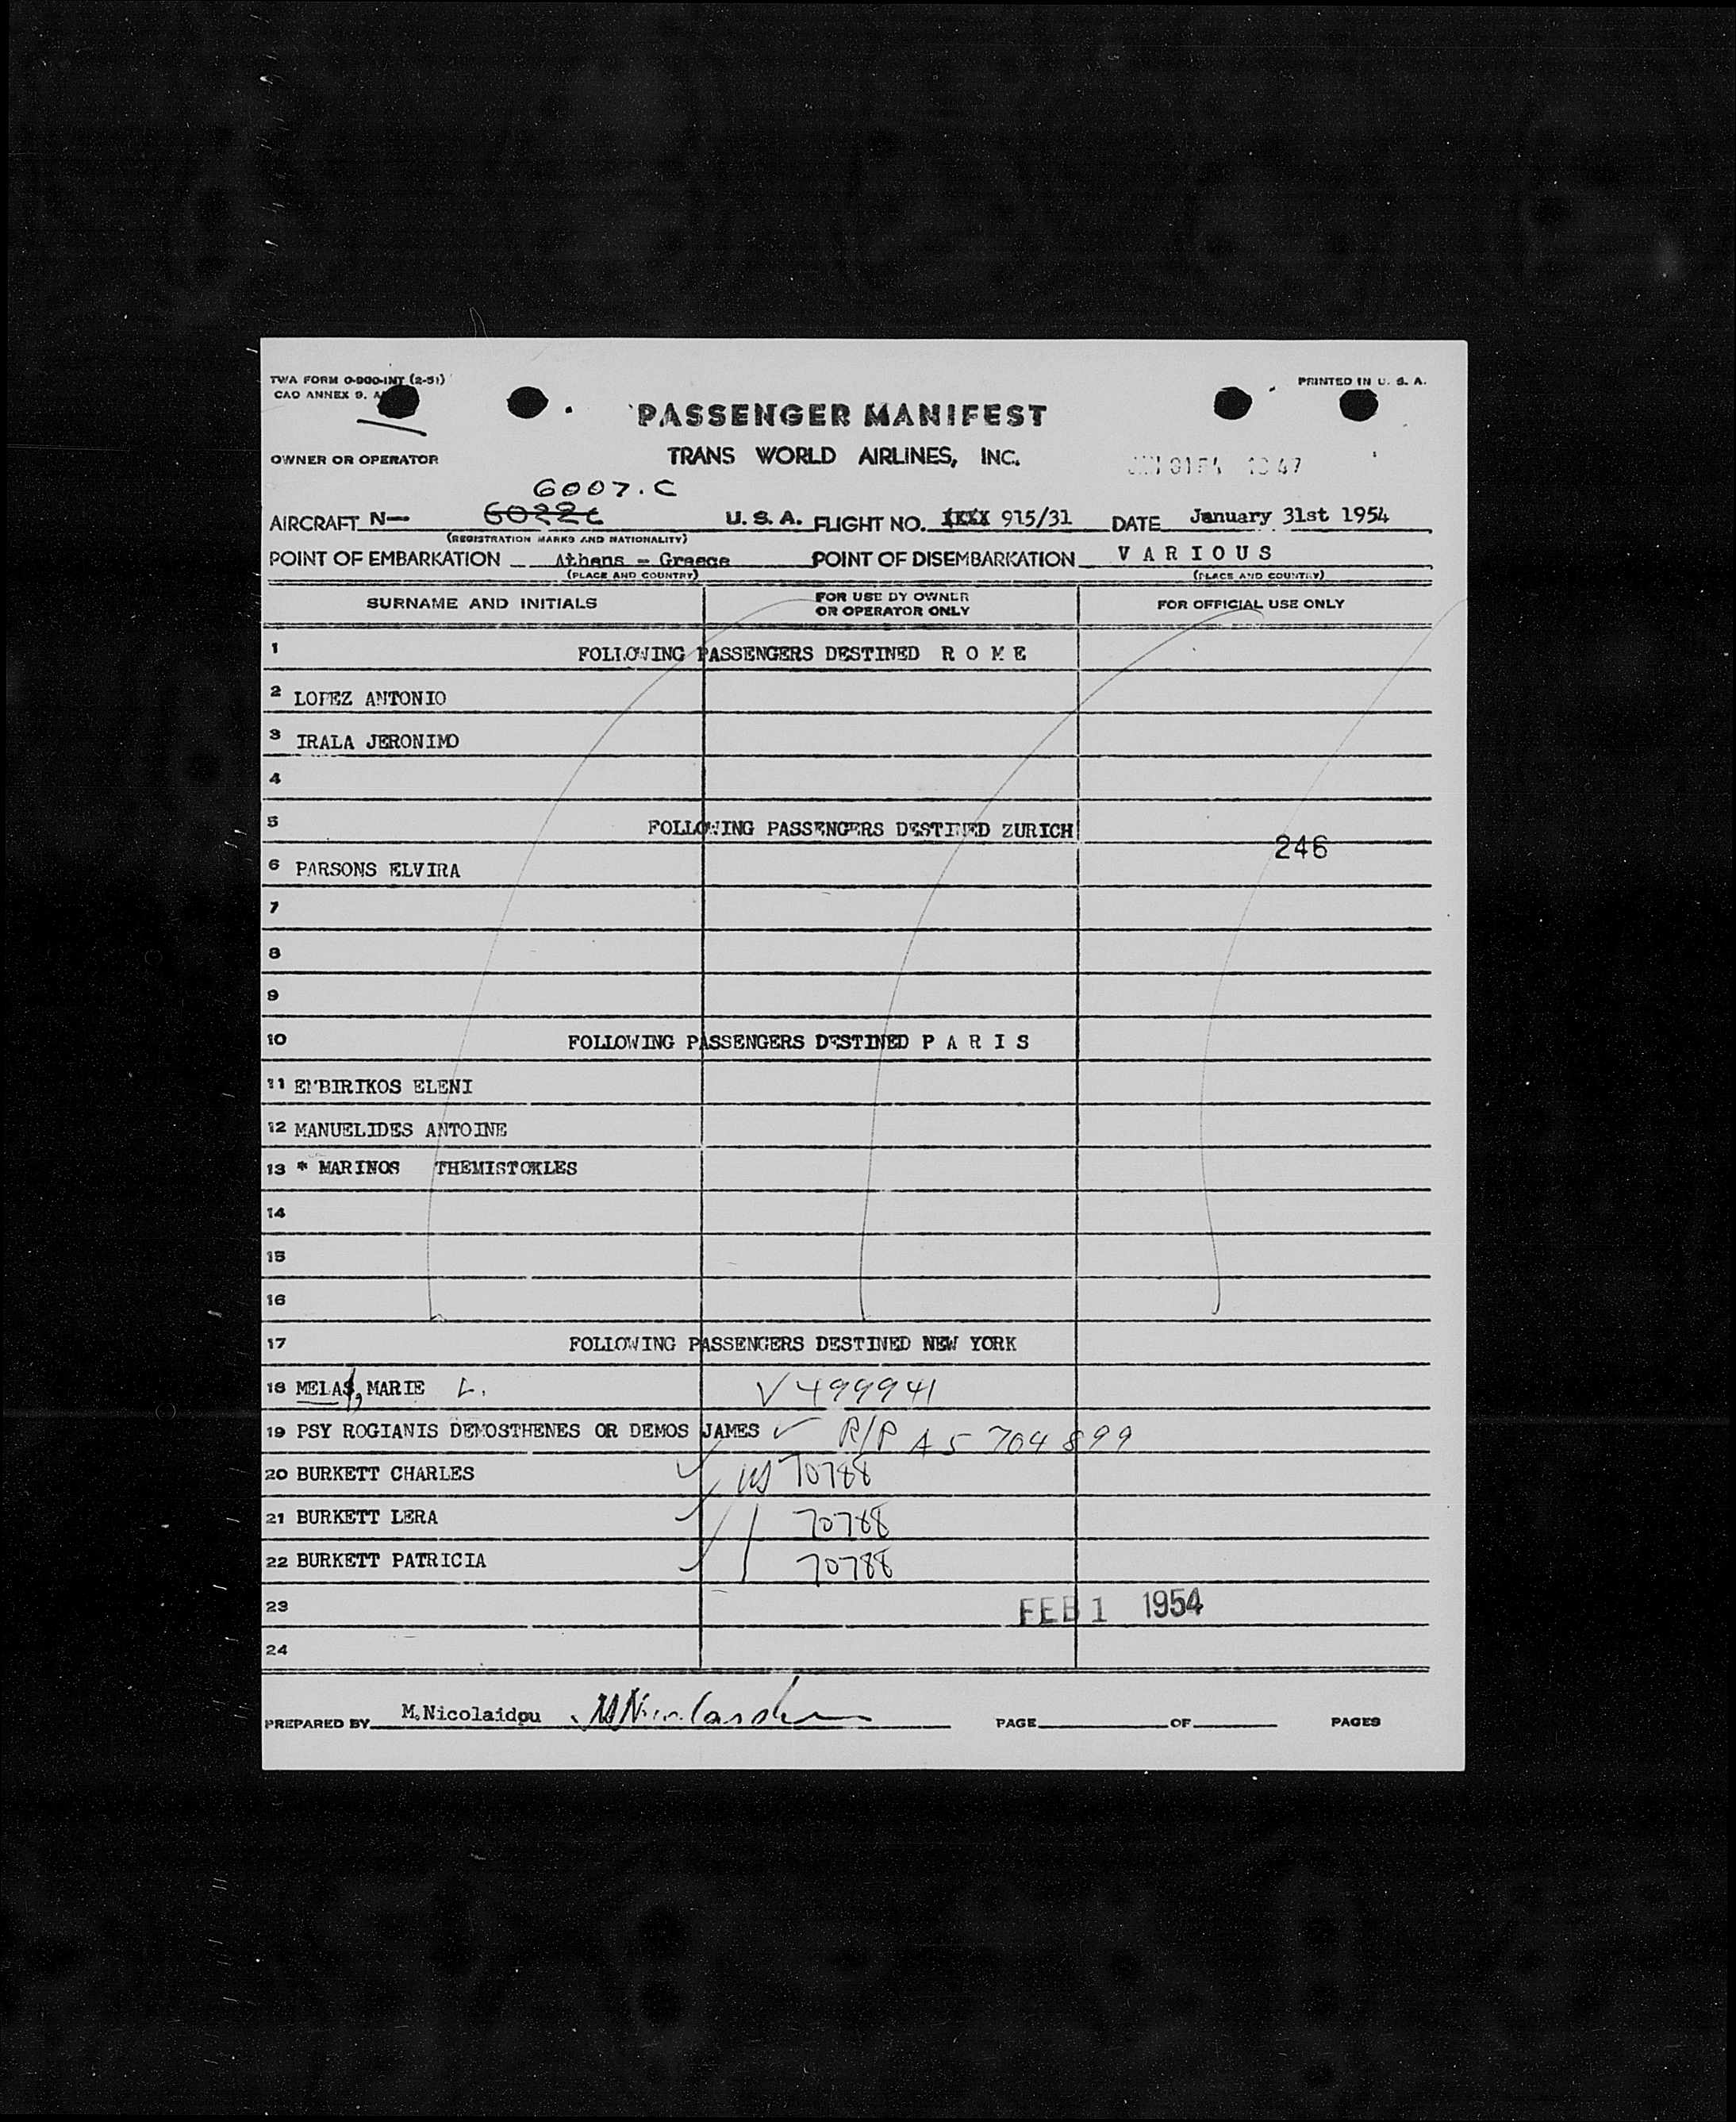 TWA FORM O-900-INT (2-51)
PRINTED IN U. S. A.
CAO ANNEX 9.
PASSENGER MANIFEST
OWNER OR OPERATOR
TRANS WORLD AIRLINES, INC.
6007.C
AIRCRAFT N— 6022C U. S. A. FLIGHT NO. 915/31 DATE January 31st 1954
(REGISTRATION MARKS AND NATIONALITY)
POINT OF EMBARKATION Athens - Greece POINT OF DISEMBARKATION V A R I O U S
(PLACE AND COUNTRY) (PLACE AND COUNTRY)
SURNAME AND INITIALS FOR USE BY OWNER OR OPERATOR ONLY FOR OFFICIAL USE ONLY
1 FOLLOWING PASSENGERS DESTINED R O M E
2 LOPEZ ANTONIO
3 IRALA JERONIMO
4
5 FOLLOWING PASSENGERS DESTINED ZURICH
246
6 PARSONS ELVIRA
7
8
9
10 FOLLOWING PASSENGERS DESTINED P A R I S
11 EMBIRIKOS ELENI
12 MANUELIDES ANTOINE
13 * MARINOS THEMISTOKLES
14
15
16
17 FOLLOWING PASSENGERS DESTINED NEW YORK
18 MELAS, MARIE L. V499941
19 PSY ROGIANIS DEMOSTHENES OR DEMOS JAMES R/P A5 704 899
20 BURKETT CHARLES US 70788
21 BURKETT LERA 70788
22 BURKETT PATRICIA 70788
23 FEB 1 1954
24
PREPARED BY M.Nicolaidou PAGE OF PAGES